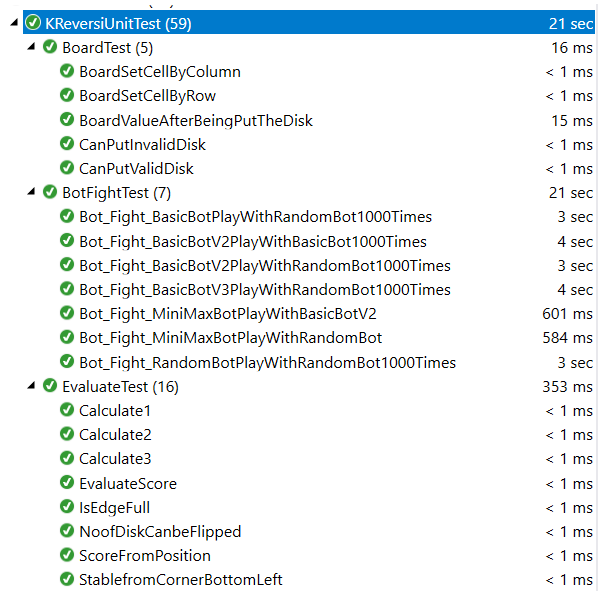 KReversiUnitTest (59) 21 sec
BoardTest (5) 16 ms
BoardSetCellByColumn < 1 ms
BoardSetCellByRow < 1 ms
BoardValueAfterBeingPutTheDisk 15 ms
CanPutInvalidDisk < 1 ms
CanPutValidDisk < 1 ms
BotFightTest (7) 21 sec
Bot_Fight_BasicBotPlayWithRandomBot1000Times 3 sec
Bot_Fight_BasicBotV2PlayWithBasicBot1000Times 4 sec
Bot_Fight_BasicBotV2PlayWithRandomBot1000Times 3 sec
Bot_Fight_BasicBotV3PlayWithRandomBot1000Times 4 sec
Bot_Fight_MiniMaxBotPlayWithBasicBotV2 601 ms
Bot_Fight_MiniMaxBotPlayWithRandomBot 584 ms
Bot_Fight_RandomBotPlayWithRandomBot1000Times 3 sec
EvaluateTest (16) 353 ms
Calculate1 < 1 ms
Calculate2 < 1 ms
Calculate3 < 1 ms
EvaluateScore < 1 ms
IsEdgeFull < 1 ms
NoofDiskCanbeFlipped < 1 ms
ScoreFromPosition < 1 ms
StablefromCornerBottomLeft < 1 ms